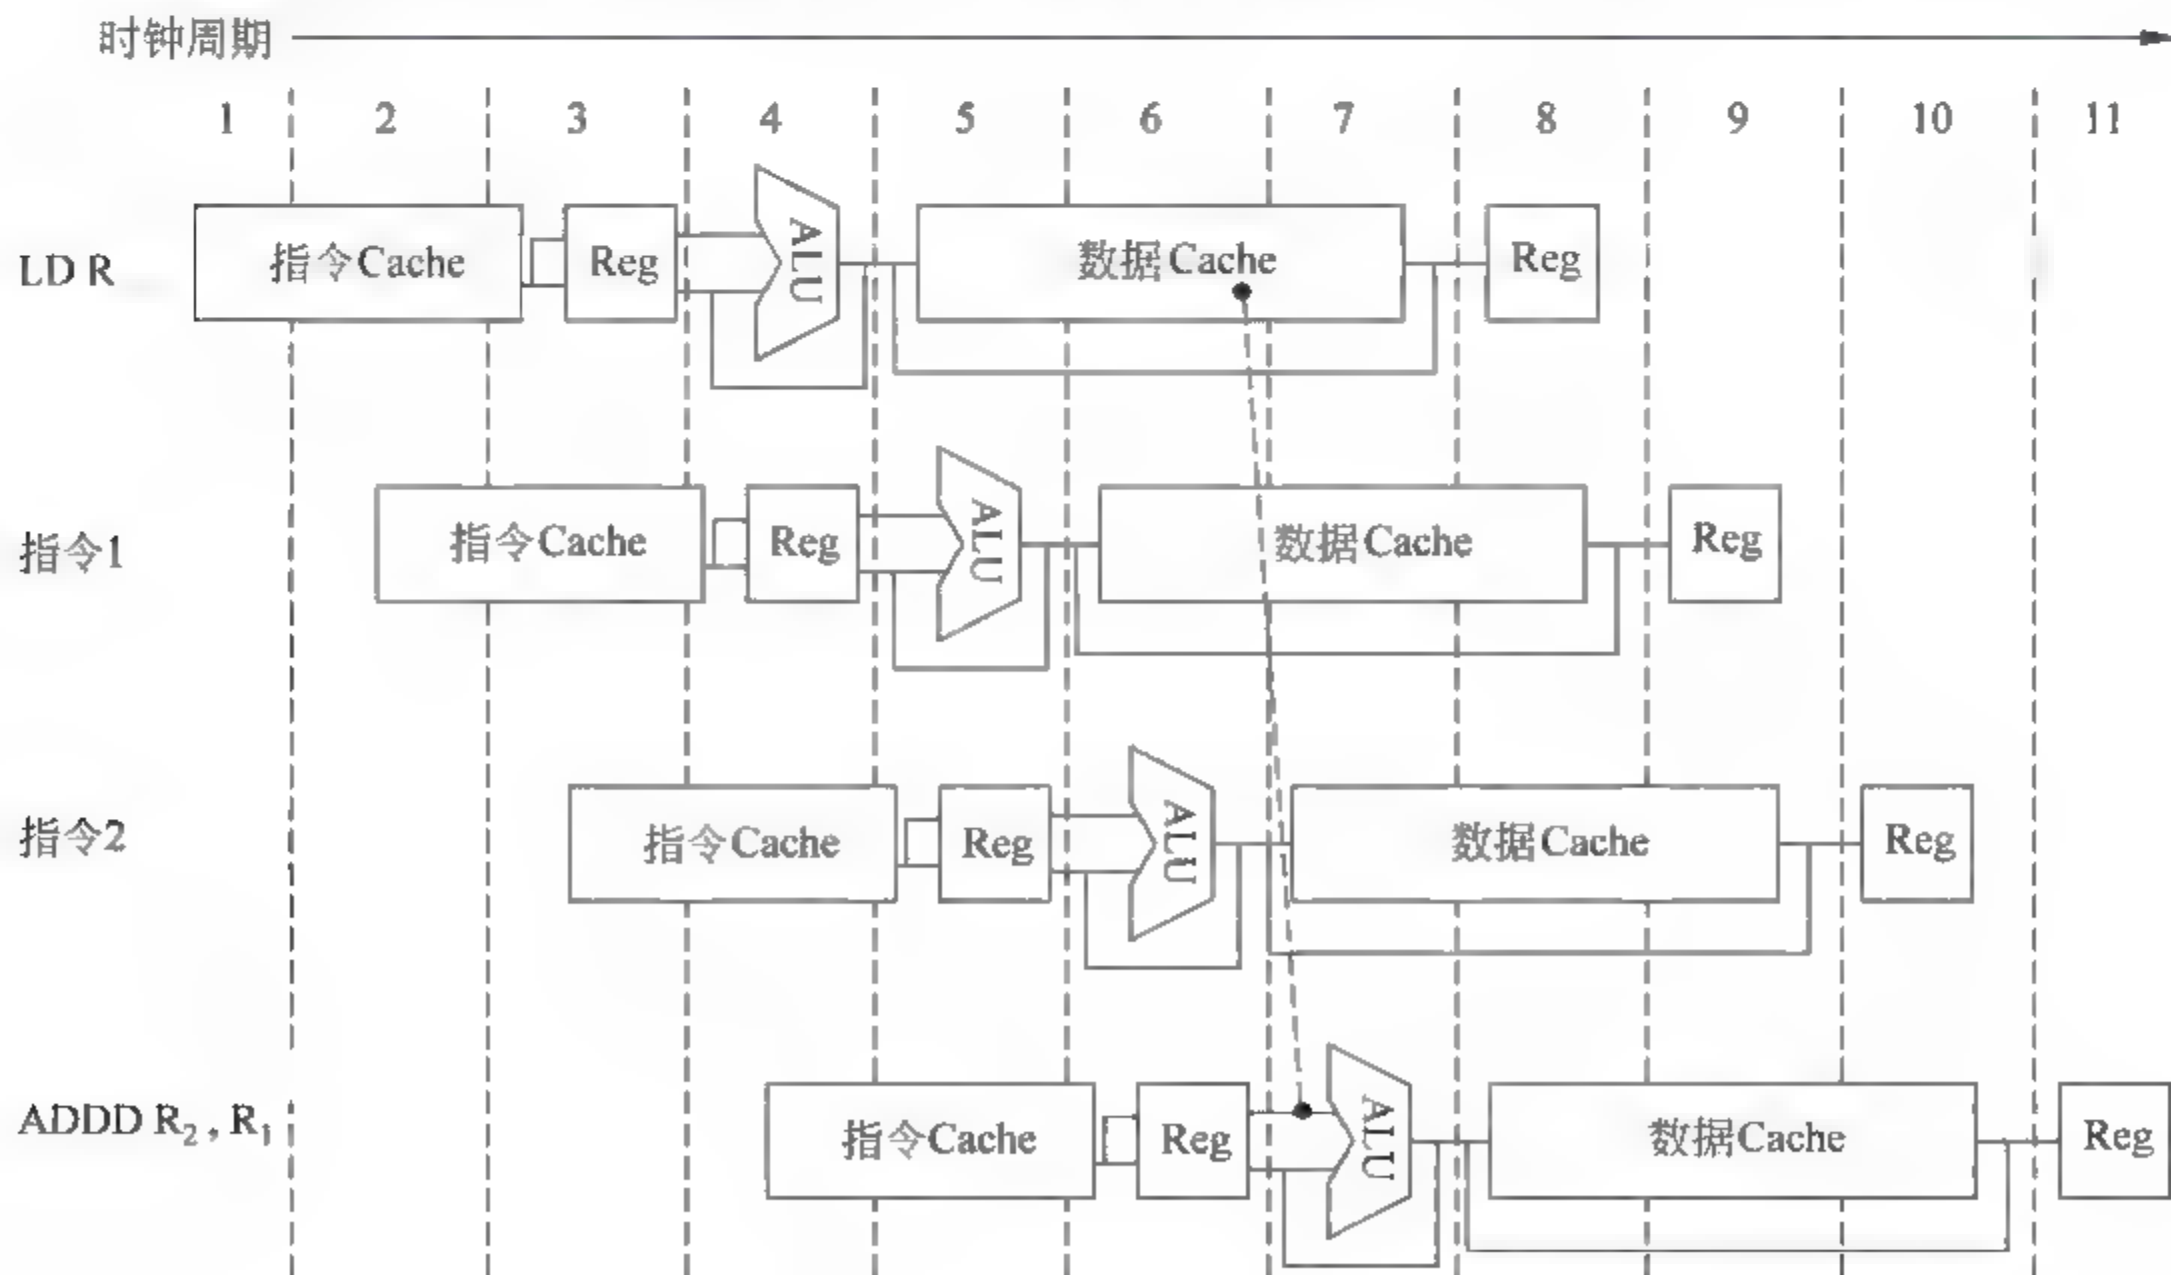 时钟周期
1 2 3 4 5 6 7 8 9 10 11
LD R 指令Cache Reg ALU 数据Cache Reg
指令1 指令Cache Reg ALU 数据Cache Reg
指令2 指令Cache Reg ALU 数据Cache Reg
ADDD R₂,R₁ 指令Cache Reg ALU 数据Cache Reg